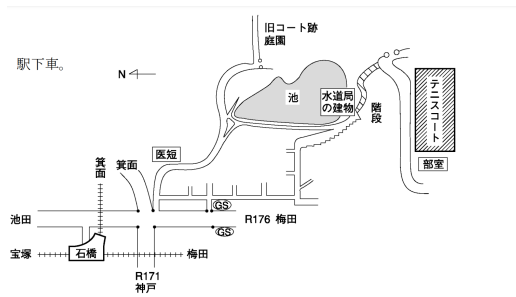 旧コート跡
庭園
駅下車。
N
池
水道局
の建物
階段
テニスコート
医短
箕面
箕面
部室
GS
池田
R176 梅田
GS
宝塚
石橋
梅田
R171
神戸